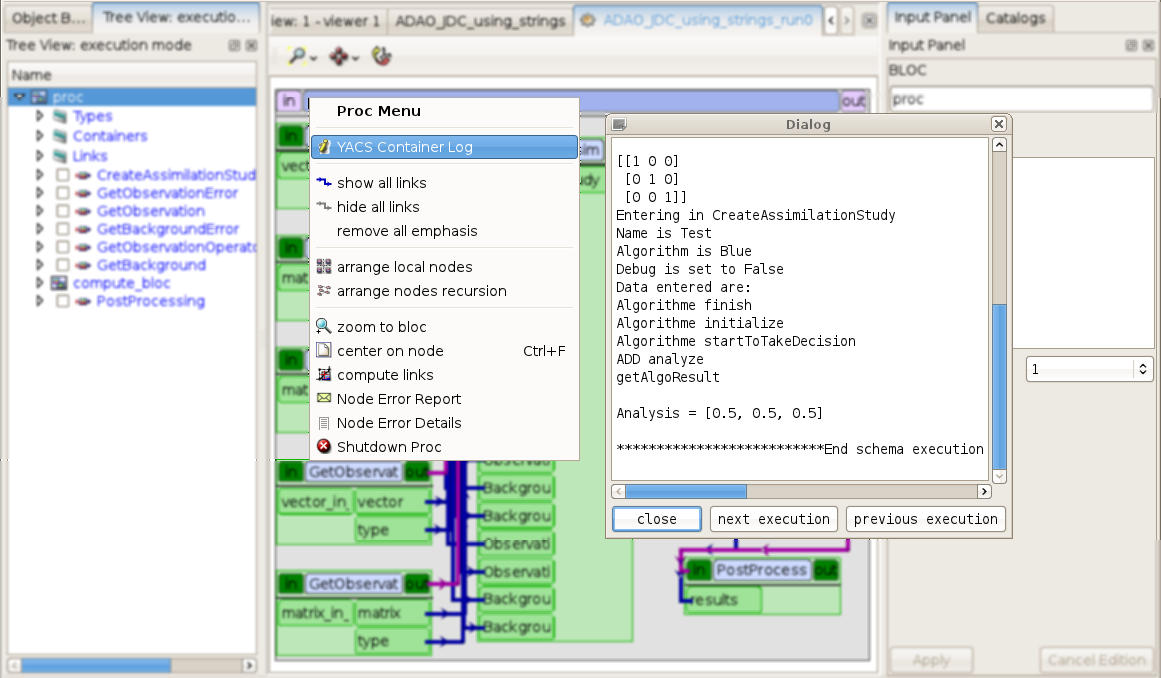 Object B...
Tree View: executio...
Tree View: execution mode
Name
proc
Types
Containers
Links
CreateAssimilationStud
GetObservationError
GetObservation
GetBackgroundError
GetObservationOperato
GetBackground
compute_bloc
PostProcessing
iew: 1 - viewer 1
ADAO_JDC_using_strings
ADAO_JDC_using_strings_run0
in
out
in
vect
in
mat
in
mat
sim
udy
Proc Menu
YACS Container Log
show all links
hide all links
remove all emphasis
arrange local nodes
arrange nodes recursion
zoom to bloc
center on node Ctrl+F
compute links
Node Error Report
Node Error Details
Shutdown Proc
in GetObservat out
vector_in_ vector
type
in GetObservat out
matrix_in_ matrix
type
Observati
Backgrou
Backgrou
Observati
Observati
Backgrou
Backgrou
in PostProcess out
results
Dialog
[[1 0 0]
[0 1 0]
[0 0 1]]
Entering in CreateAssimilationStudy
Name is Test
Algorithm is Blue
Debug is set to False
Data entered are:
Algorithme finish
Algorithme initialize
Algorithme startToTakeDecision
ADD analyze
getAlgoResult
Analysis = [0.5, 0.5, 0.5]
**************************End schema execution
close
next execution
previous execution
Input Panel
Catalogs
Input Panel
BLOC
proc
1
Apply
Cancel Edition